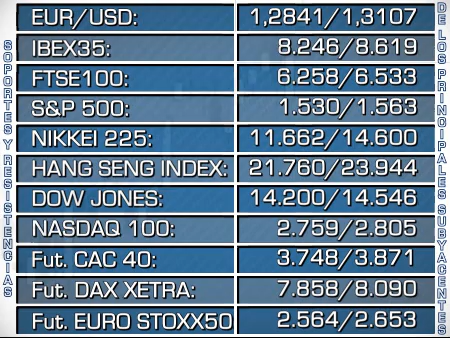 SOPORTES Y RESISTENCIAS
EUR/USD: 1,2841/1,3107
IBEX35: 8.246/8.619
FTSE100: 6.258/6.533
S&P 500: 1.530/1.563
NIKKEI 225: 11.662/14.600
HANG SENG INDEX: 21.760/23.944
DOW JONES: 14.200/14.546
NASDAQ 100: 2.759/2.805
Fut. CAC 40: 3.748/3.871
Fut. DAX XETRA: 7.858/8.090
Fut. EURO STOXX50 2.564/2.653
DE LOS PRINCIPALES SUBYACENTES